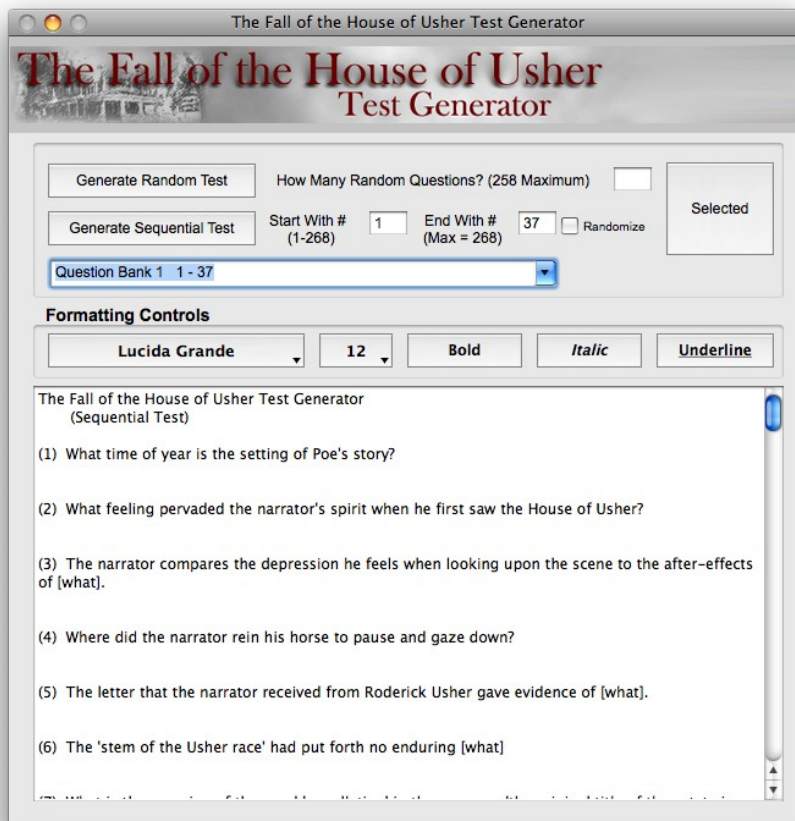 The Fall of the House of Usher Test Generator
The Fall of the House of Usher
Test Generator
Generate Random Test
How Many Random Questions? (258 Maximum)
Selected
Generate Sequential Test
Start With #
(1-268)
1
End With #
(Max = 268)
37
Randomize
Question Bank 1 1 - 37
Formatting Controls
Lucida Grande
12
Bold
Italic
Underline
The Fall of the House of Usher Test Generator
(Sequential Test)
(1) What time of year is the setting of Poe's story?
(2) What feeling pervaded the narrator's spirit when he first saw the House of Usher?
(3) The narrator compares the depression he feels when looking upon the scene to the after-effects
of [what].
(4) Where did the narrator rein his horse to pause and gaze down?
(5) The letter that the narrator received from Roderick Usher gave evidence of [what].
(6) The 'stem of the Usher race' had put forth no enduring [what]